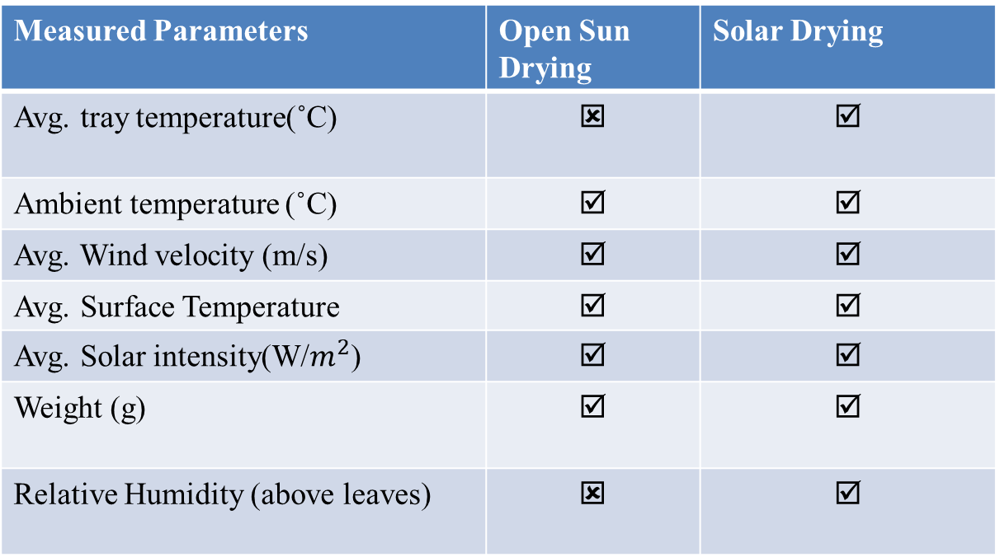 Measured Parameters Open Sun Drying Solar Drying
Avg. tray temperature(˚C) ☒ ☑
Ambient temperature (˚C) ☑ ☑
Avg. Wind velocity (m/s) ☑ ☑
Avg. Surface Temperature ☑ ☑
Avg. Solar intensity(W/m²) ☑ ☑
Weight (g) ☑ ☑
Relative Humidity (above leaves) ☒ ☑